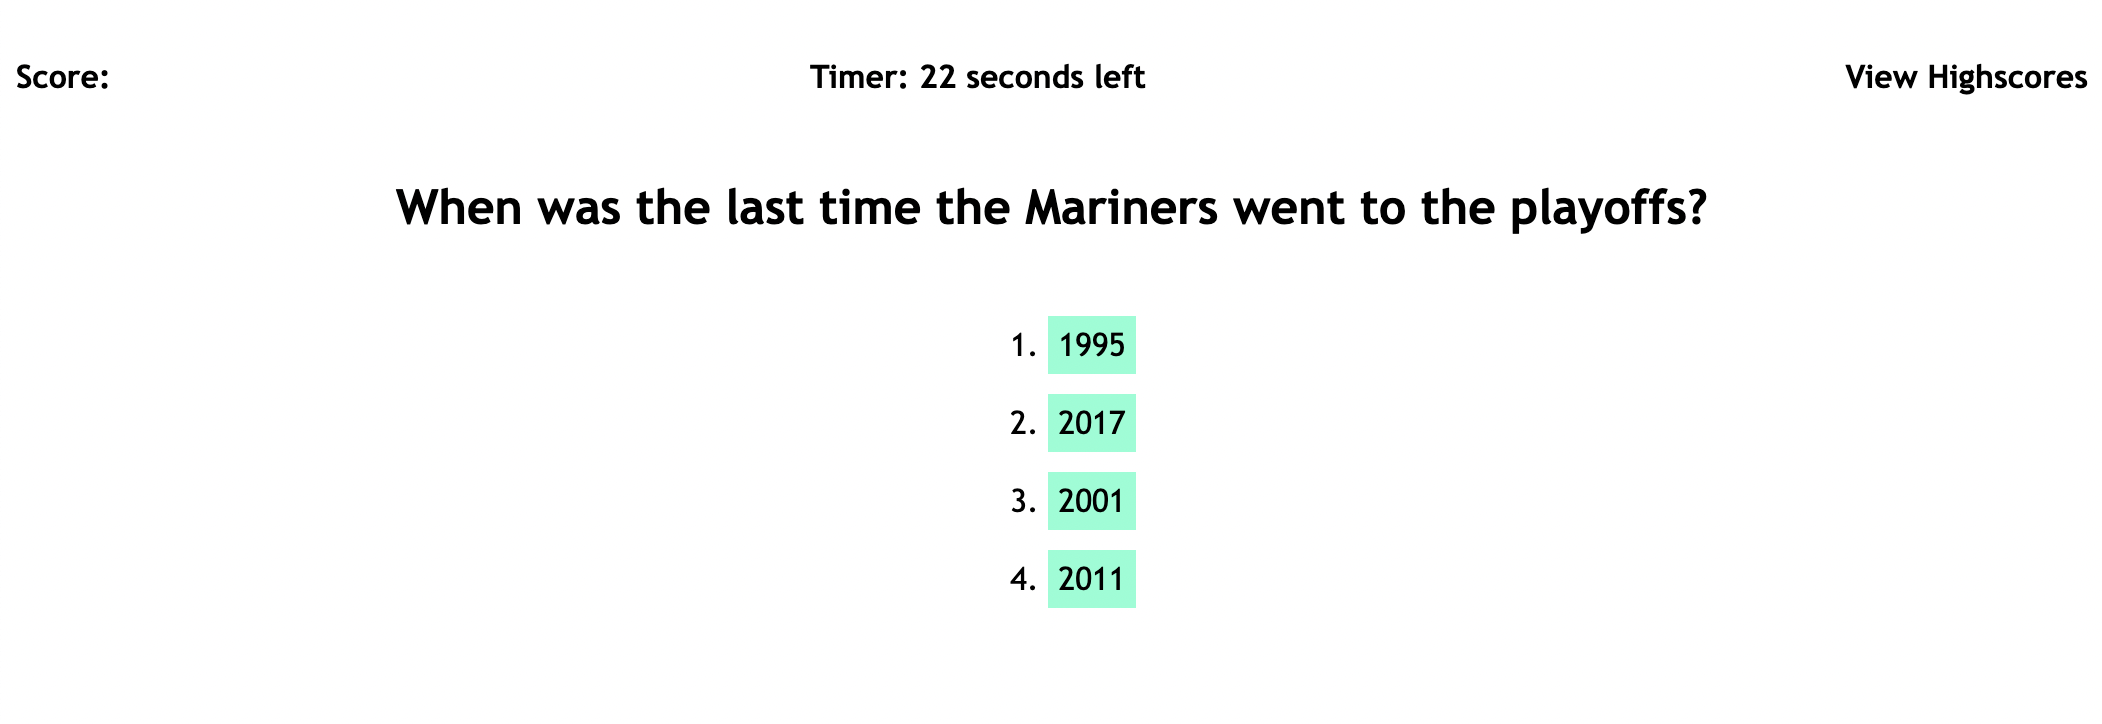 Score:
Timer: 22 seconds left
View Highscores
When was the last time the Mariners went to the playoffs?
1. 1995
2. 2017
3. 2001
4. 2011